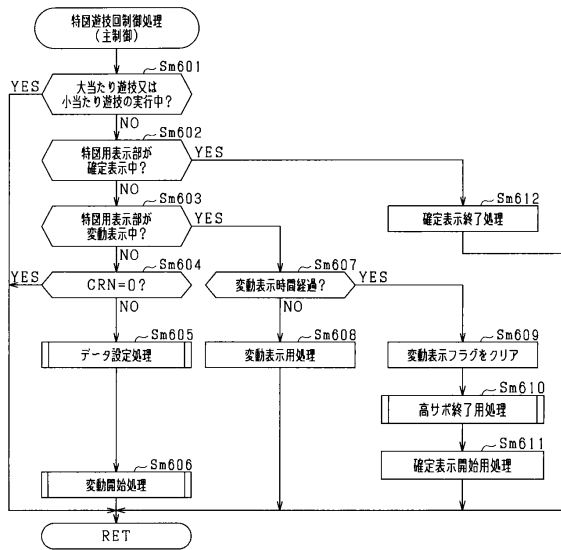 特図遊技回制御処理
(主制御)
Sm601
YES
大当たり遊技又は
小当たり遊技の実行中?
NO
Sm602
特図用表示部が
確定表示中?
YES
NO
Sm603
Sm612
特図用表示部が
変動表示中?
YES
確定表示終了処理
NO
Sm604
Sm607
YES
CRN=0?
変動表示時間経過?
YES
NO
NO
Sm605
Sm608
Sm609
データ設定処理
変動表示用処理
変動表示フラグをクリア
Sm610
高サポ終了用処理
Sm611
確定表示開始用処理
Sm606
変動開始処理
RET